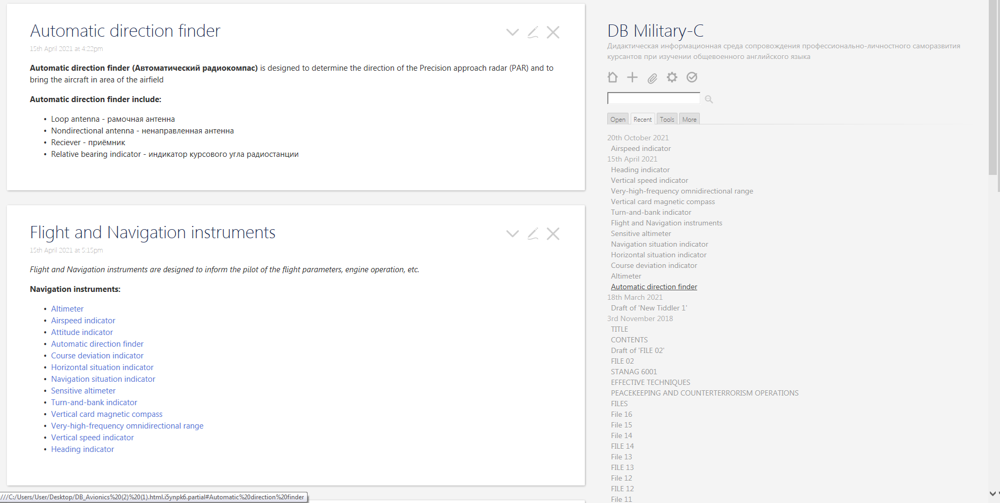 Automatic direction finder
15th April 2021 at 4:22pm
Automatic direction finder (Автоматический радиокомпас) is designed to determine the direction of the Precision approach radar (PAR) and to
bring the aircraft in area of the airfield
Automatic direction finder include:
• Loop antenna - рамочная антенна
• Nondirectional antenna - ненаправленная антенна
• Reciever - приёмник
• Relative bearing indicator - индикатор курсового угла радиостанции
Flight and Navigation instruments
15th April 2021 at 5:15pm
Flight and Navigation instruments are designed to inform the pilot of the flight parameters, engine operation, etc.
Navigation instruments:
• Altimeter
• Airspeed indicator
• Attitude indicator
• Automatic direction finder
• Course deviation indicator
• Horizontal situation indicator
• Navigation situation indicator
• Sensitive altimeter
• Turn-and-bank indicator
• Vertical card magnetic compass
• Very-high-frequency omnidirectional range
• Vertical speed indicator
• Heading indicator
///C:/Users/User/Desktop/DB_Avionics%20(2)%20(1).html.i5ynpk6.partial#Automatic%20direction%20finder
DB Military-C
Дидактическая информационная среда сопровождения профессионально-личностного саморазвития
курсантов при изучении общевоенного английского языка
Open Recent Tools More
20th October 2021
Airspeed indicator
15th April 2021
Heading indicator
Vertical speed indicator
Very-high-frequency omnidirectional range
Vertical card magnetic compass
Turn-and-bank indicator
Flight and Navigation instruments
Sensitive altimeter
Navigation situation indicator
Horizontal situation indicator
Course deviation indicator
Altimeter
Automatic direction finder
18th March 2021
Draft of 'New Tiddler 1'
3rd November 2018
TITLE
CONTENTS
Draft of 'FILE 02'
FILE 02
STANAG 6001
EFFECTIVE TECHNIQUES
PEACEKEEPING AND COUNTERTERRORISM OPERATIONS
FILES
File 16
File 15
File 14
FILE 14
File 13
FILE 13
File 12
FILE 12
File 11